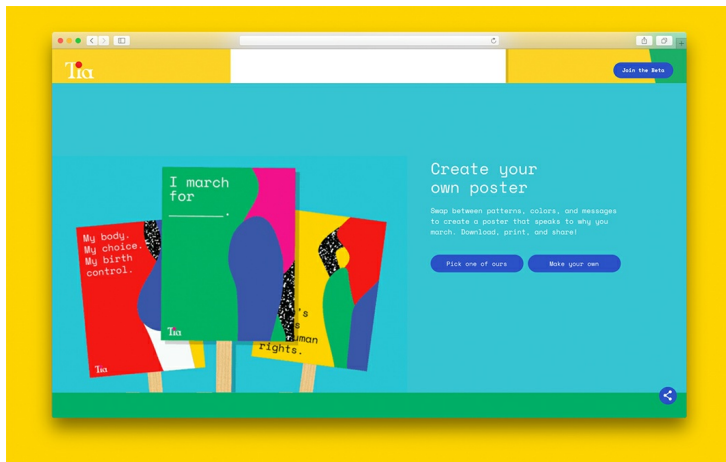 Tia
Join the Beta
Create your
own poster
Swap between patterns, colors, and messages
to create a poster that speaks to why you
march. Download, print, and share!
Pick one of ours
Make your own
I march
for
________.
Tia
My body.
My choice.
My birth
control.
Tia
rights.